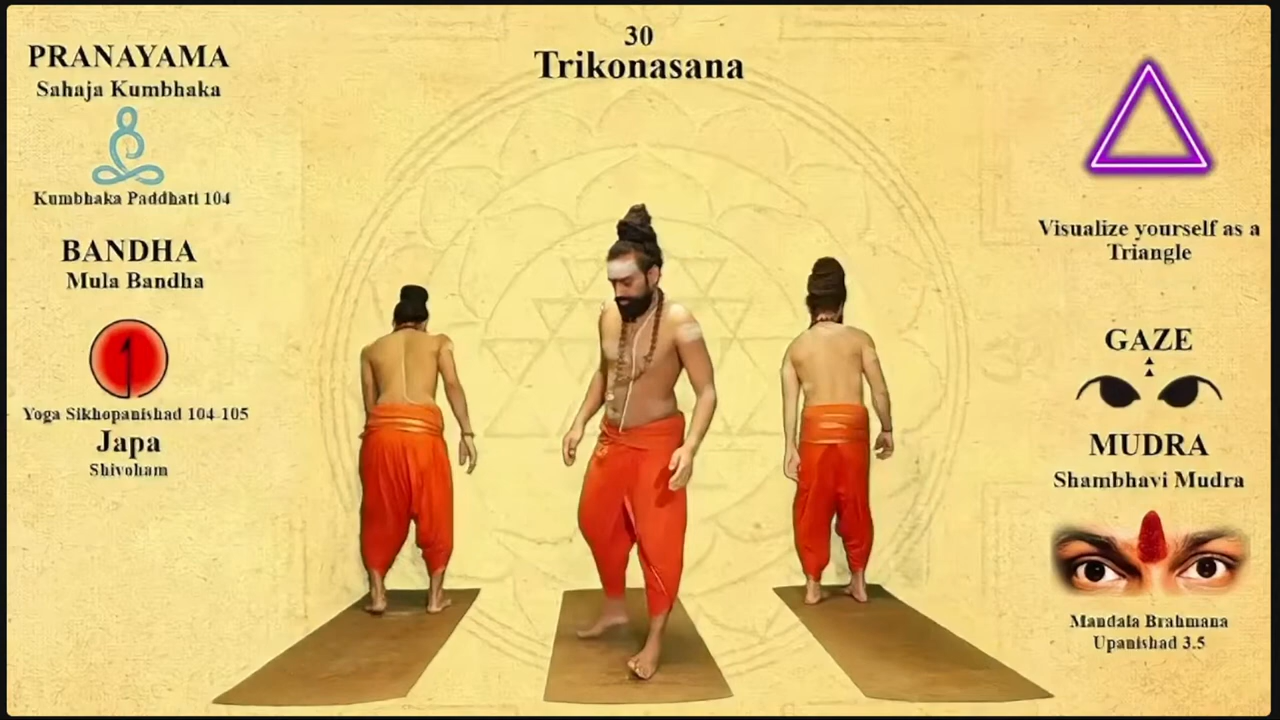 30
Trikonasana
PRANAYAMA
Sahaja Kumbhaka
Kumbhaka Paddhati 104
BANDHA
Mula Bandha
Yoga Sikhopanishad 104-105
Japa
Shivoham
Visualize yourself as a
Triangle
GAZE
MUDRA
Shambhavi Mudra
Mandala Brahmana
Upanishad 3.5